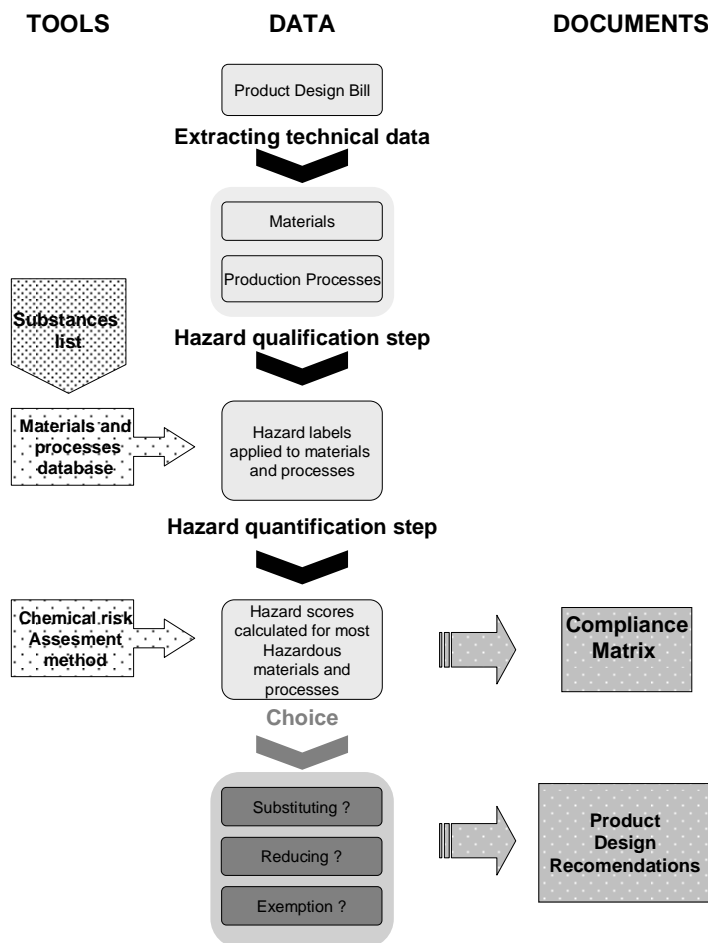 TOOLS
DATA
DOCUMENTS
Product Design Bill
Extracting technical data
Materials
Production Processes
Substances
list
Hazard qualification step
Materials and
processes
database
Hazard labels
applied to materials
and processes
Hazard quantification step
Chemical risk
Assesment
method
Hazard scores
calculated for most
Hazardous
materials and
processes
Compliance
Matrix
Choice
Substituting ?
Reducing ?
Exemption ?
Product
Design
Recomendations